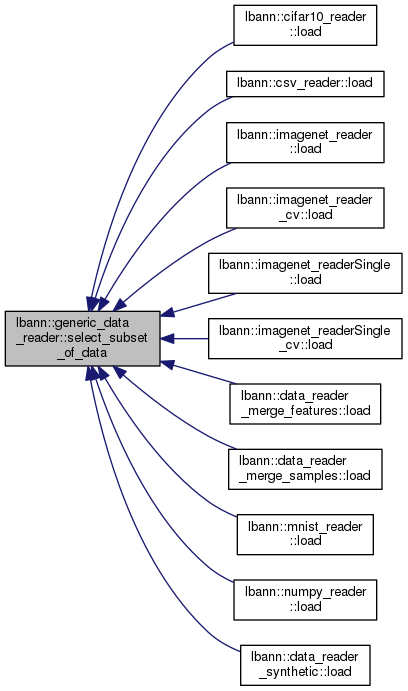 lbann::cifar10_reader
::load
lbann::csv_reader::load
lbann::imagenet_reader
::load
lbann::imagenet_reader
_cv::load
lbann::imagenet_readerSingle
::load
lbann::generic_data
_reader::select_subset
_of_data
lbann::imagenet_readerSingle
_cv::load
lbann::data_reader
_merge_features::load
lbann::data_reader
_merge_samples::load
lbann::mnist_reader
::load
lbann::numpy_reader
::load
lbann::data_reader
_synthetic::load